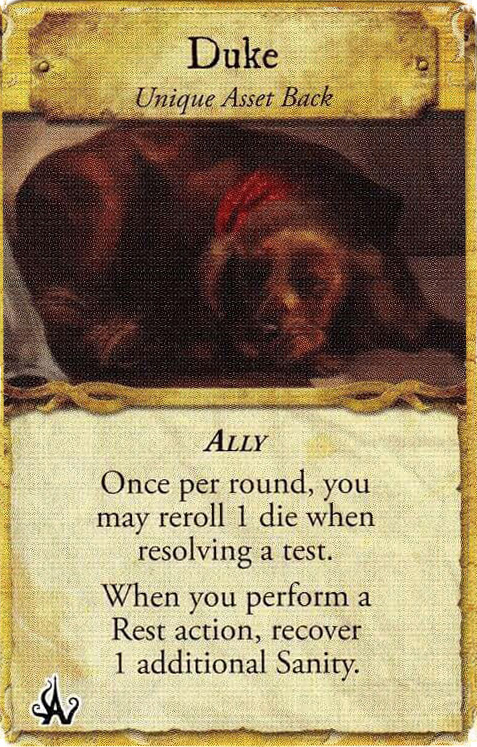 Duke
Unique Asset Back
ALLY
Once per round, you
may reroll 1 die when
resolving a test.
When you perform a
Rest action, recover
1 additional Sanity.